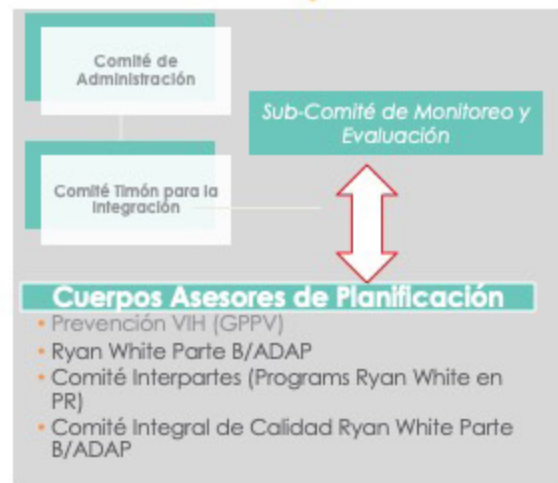 Comité de
Administración
Sub-Comité de Monitoreo y
Evaluación
Comité Timón para la
Integración
Cuerpos Asesores de Planificación
• Prevención VIH (GPPV)
• Ryan White Parte B/ADAP
• Comité Interpartes (Programs Ryan White en
PR)
• Comité Integral de Calidad Ryan White Parte
B/ADAP